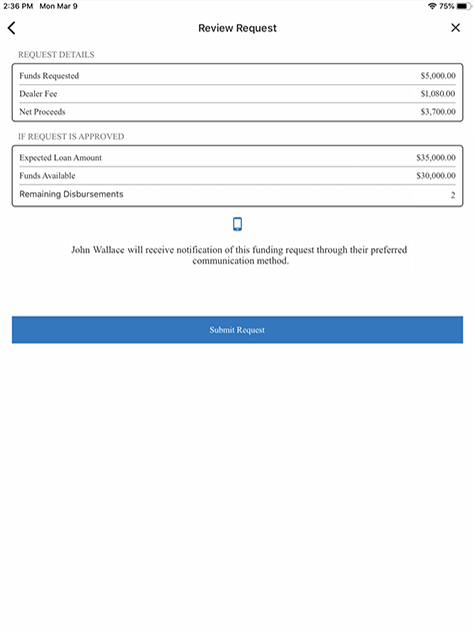 2:36 PM Mon Mar 9 75%
Review Request
REQUEST DETAILS
Funds Requested $5,000.00
Dealer Fee $1,080.00
Net Proceeds $3,700.00
IF REQUEST IS APPROVED
Expected Loan Amount $35,000.00
Funds Available $30,000.00
Remaining Disbursements 2
John Wallace will receive notification of this funding request through their preferred
communication method.
Submit Request